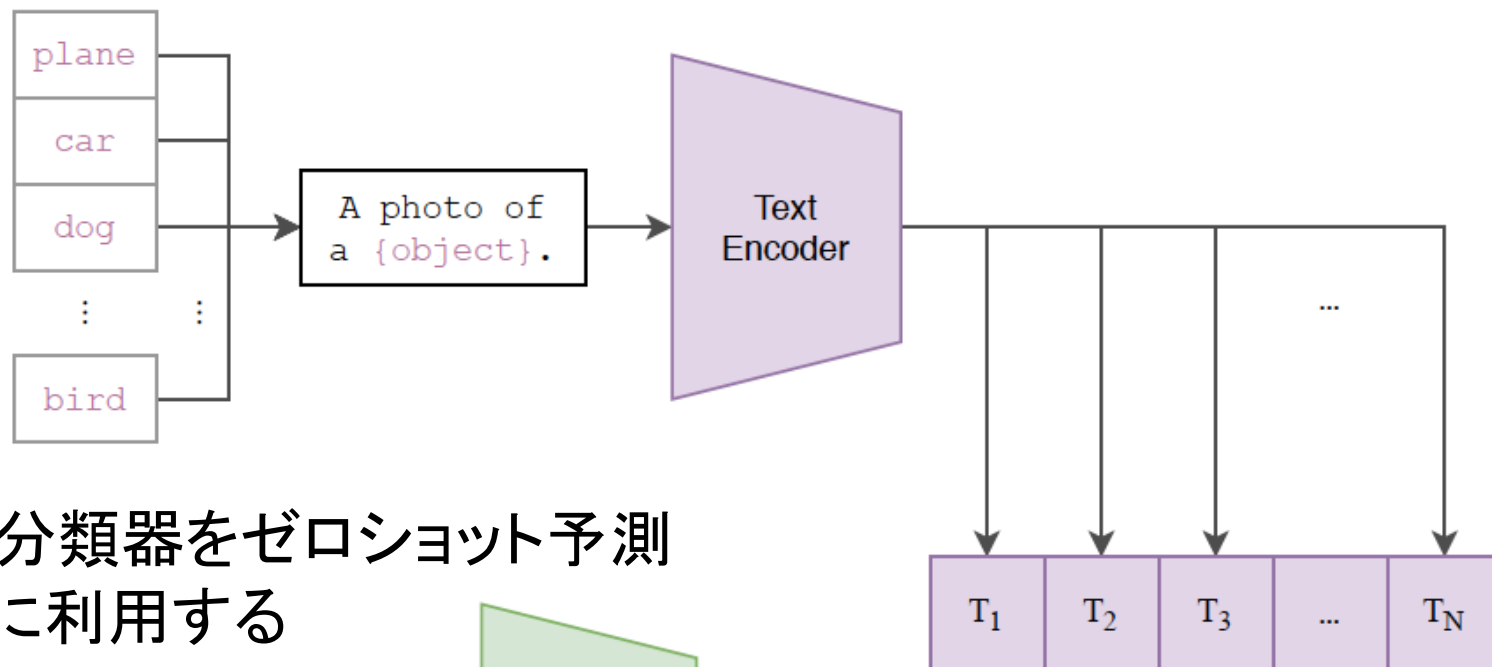 plane
car
dog
⋮ ⋮
bird
A photo of
a {object}.
Text
Encoder
...
分類器をゼロショット予測
に利用する
T₁ T₂ T₃ ... T_N